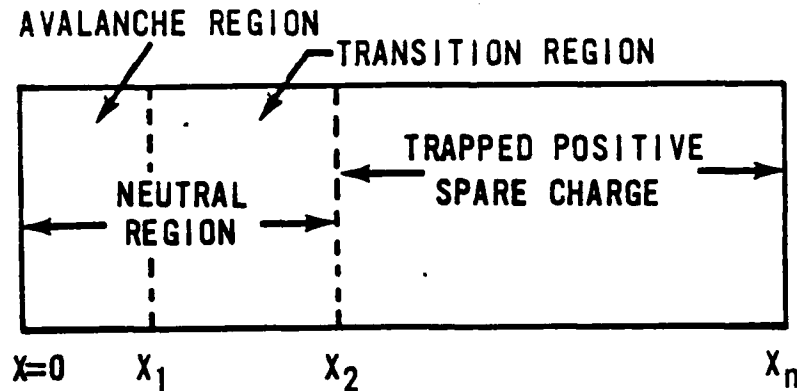 AVALANCHE REGION
TRANSITION REGION
TRAPPED POSITIVE
SPARE CHARGE
NEUTRAL
REGION
X=0 X1 X2 Xn